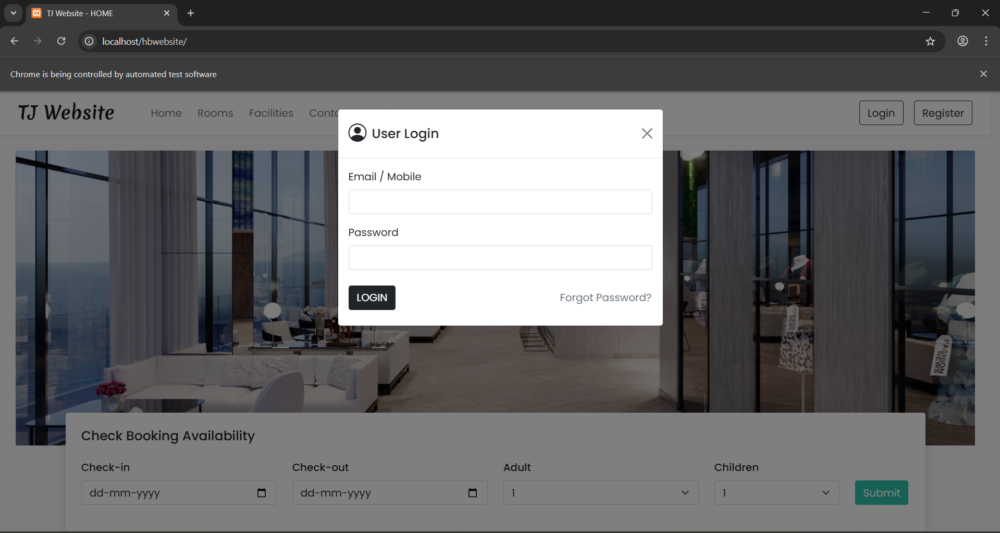 TJ Website - HOME
localhost/hbwebsite/
Chrome is being controlled by automated test software
TJ Website
Home
Rooms
Facilities
Login
Register
User Login
Email / Mobile
Password
LOGIN
Forgot Password?
FASHION NEWS
FASHION NEWS
Check Booking Availability
Check-in
Check-out
Adult
Children
dd-mm-yyyy
dd-mm-yyyy
1
1
Submit